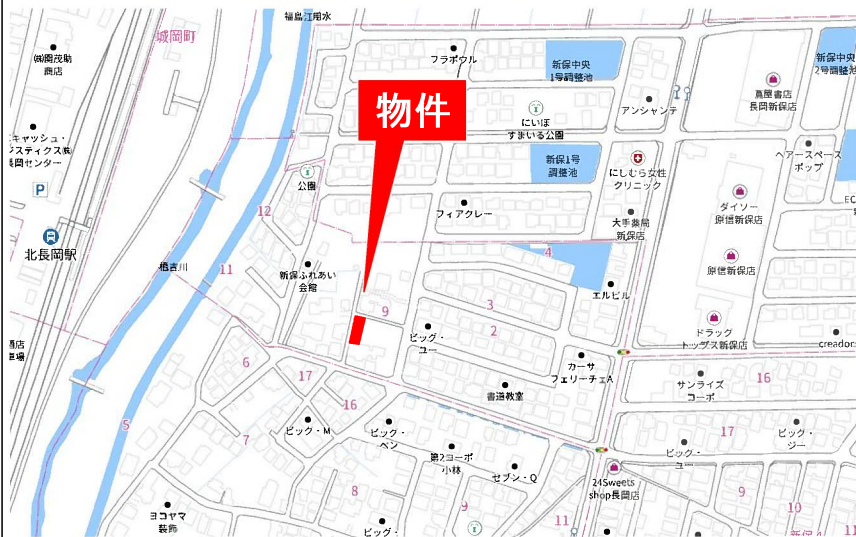 福島江用水
城岡町
㈱関茂助
商店
フラボウル
新保中央
1号調整池
新保中央
2号調整池
蔦屋書店
長岡新保店
物件
アンシャンテ
にいぼ
すまいる公園
キャッシュ・
長岡センター
P
新保1号
調整池
にしむら女性
クリニック
ヘアースペース
ポップ
公園
ダイソー
原信新保店
フィアクレー
大手薬局
新保店
12
北長岡駅
栖吉川
11
4
新保ふれあい
会館
原信新保店
エルビル
3
9
2
ビッグ・
ユー
ドラッグ
トップス新保店
creador
6
17
カーサ
フェリーチェA
サンライズ
コーポ
16
16
書道教室
5
7
ビッグ・M
ビッグ・
ベン
17
ビッグ・
ジー
ビッグ・
ユー
第2コーポ
小林
セブン・Q
24Sweets
shop長岡店
8
9
9
10
ヨコヤマ
装飾
ビッグ・
11
11
新保4